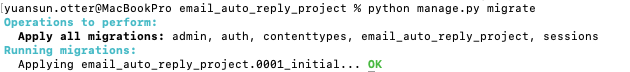 [yuansun.otter@MacBookPro email_auto_reply_project % python manage.py migrate
Operations to perform:
  Apply all migrations: admin, auth, contenttypes, email_auto_reply_project, sessions
Running migrations:
  Applying email_auto_reply_project.0001_initial... OK